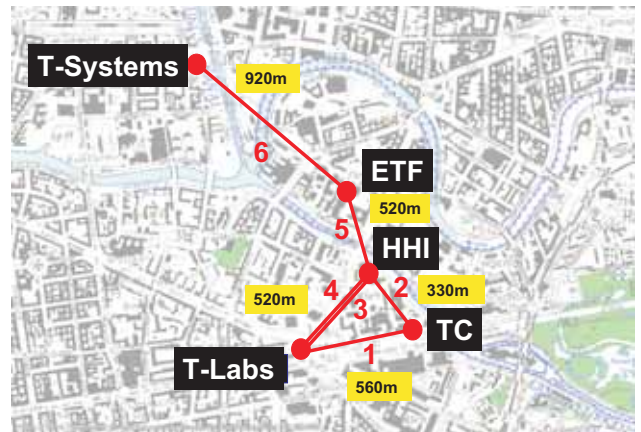 T-Systems
920m
6
ETF
520m
5
HHI
4
3
2
520m
330m
TC
1
T-Labs
560m